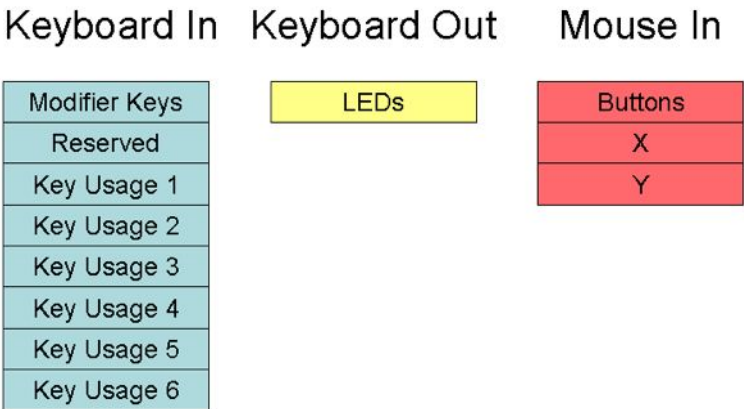 Keyboard In Keyboard Out Mouse In
Modifier Keys LEDs Buttons
Reserved X
Key Usage 1 Y
Key Usage 2
Key Usage 3
Key Usage 4
Key Usage 5
Key Usage 6